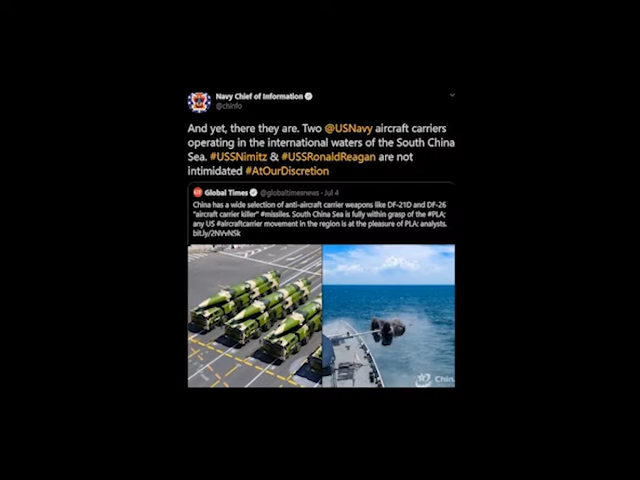 Navy Chief of Information
@chinfo
And yet, there they are. Two @USNavy aircraft carriers
operating in the international waters of the South China
Sea. #USSNimitz & #USSRonaldReagan are not
intimidated #AtOurDiscretion
Global Times @globaltimesnews · Jul 4
China has a wide selection of anti-aircraft carrier weapons like DF-21D and DF-26
"aircraft carrier killer" #missiles. South China Sea is fully within grasp of the #PLA;
any US #aircraftcarrier movement in the region is at the pleasure of PLA: analysts.
bit.ly/2NVvNSk
China